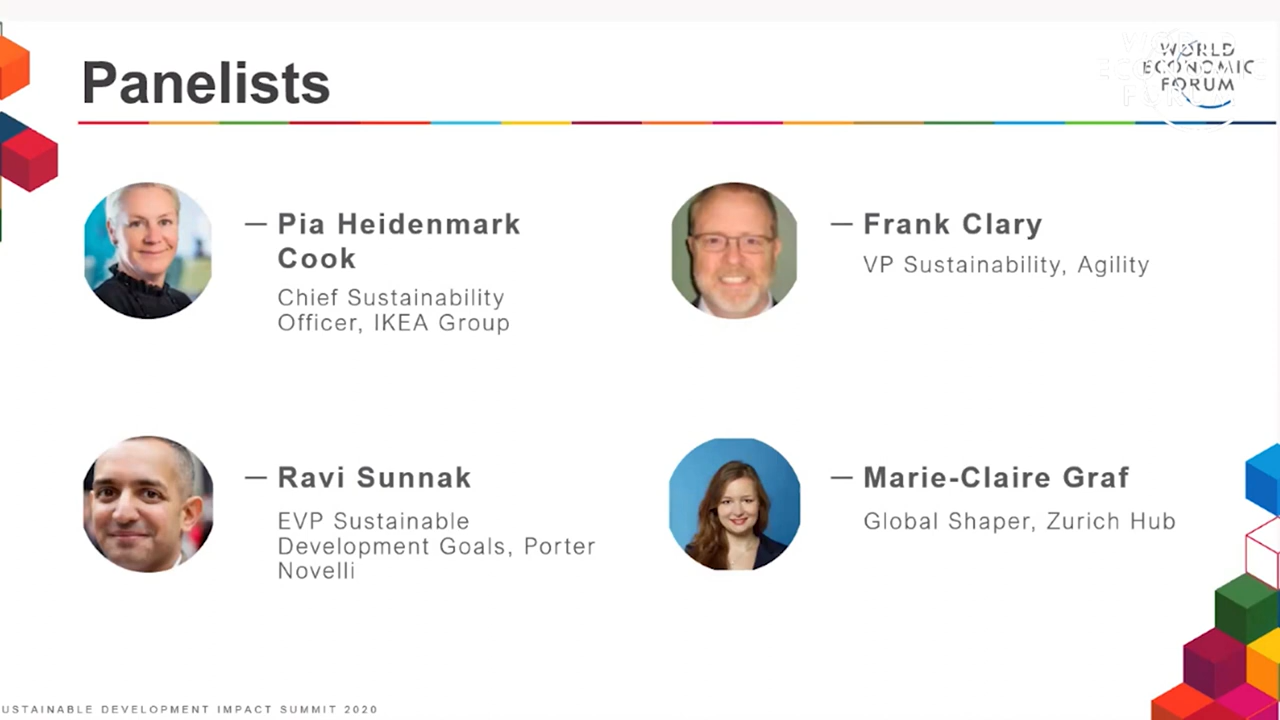 Panelists
WORLD
ECONOMIC
FORUM
— Pia Heidenmark
Cook
Chief Sustainability
Officer, IKEA Group
— Frank Clary
VP Sustainability, Agility
— Ravi Sunnak
EVP Sustainable
Development Goals, Porter
Novelli
— Marie-Claire Graf
Global Shaper, Zurich Hub
USTAINABLE DEVELOPMENT IMPACT SUMMIT 2020